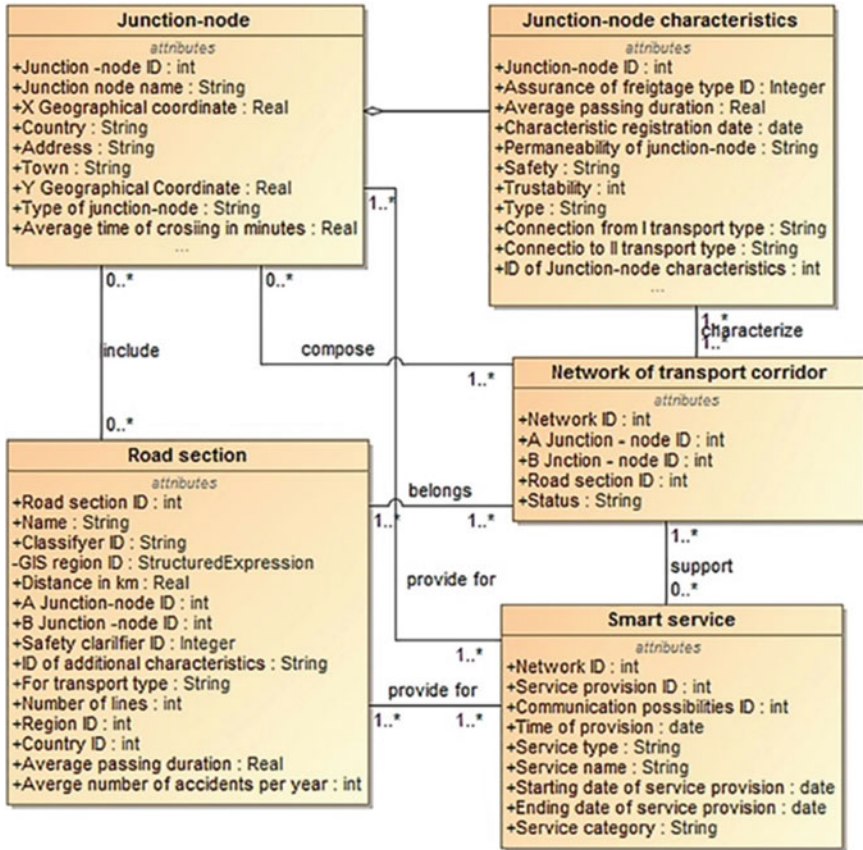 Junction-node
attributes
+Junction -node ID : int
+Junction node name : String
+X Geographical coordinate : Real
+Country : String
+Address : String
+Town : String
+Y Geographical Coordinate : Real
+Type of junction-node : String
+Average time of crosiing in minutes : Real
...
Junction-node characteristics
attributes
+Junction-node ID : int
+Assurance of freigtage type ID : Integer
+Average passing duration : Real
+Characteristic registration date : date
+Permaneability of junction-node : String
+Safety : String
+Trustability : int
+Type : String
+Connection from I transport type : String
+Connectio to II transport type : String
+ID of Junction-node characteristics : int
...
1..*
0..*
0..*
include
compose
1..*
characterize
1..*
1..*
0..*
Network of transport corridor
attributes
+Network ID : int
+A Junction - node ID : int
+B Jnction - node ID : int
+Road section ID : int
+Status : String
Road section
attributes
+Road section ID : int
+Name : String
+Classifyer ID : String
-GIS region ID : StructuredExpression
+Distance in km : Real
+A Junction-node ID : int
+B Junction -node ID : int
+Safety clarilfier ID : Integer
+ID of additional characteristics : String
+For transport type : String
+Number of lines : int
+Region ID : int
+Country ID : int
+Average passing duration : Real
+Averge number of accidents per year : int
belongs
1..*
1..*
provide for
1..*
support
0..*
1..*
provide for
1..*
1..*
Smart service
attributes
+Network ID : int
+Service provision ID : int
+Communication possibilities ID : int
+Time of provision : date
+Service type : String
+Service name : String
+Starting date of service provision : date
+Ending date of service provision : date
+Service category : String